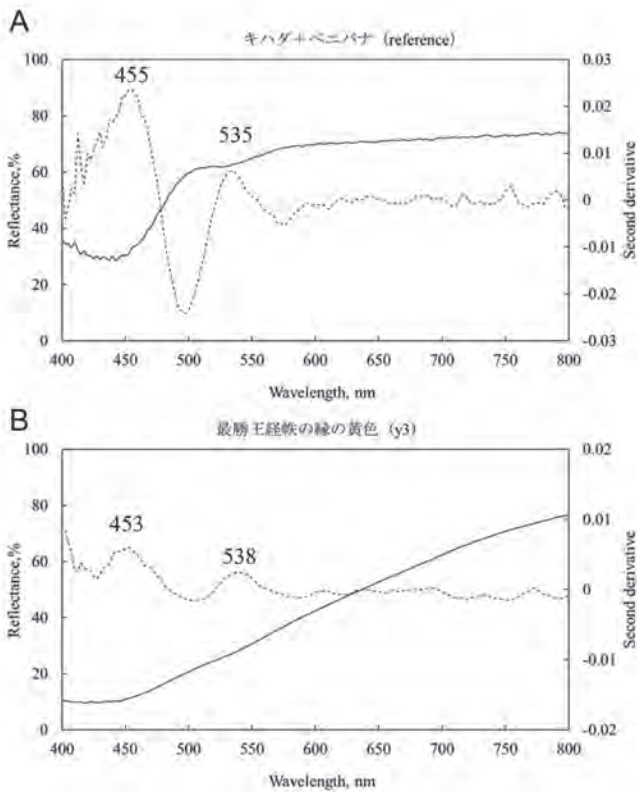 A
キハダ+ベニバナ (reference)
100
80
60
40
20
0
Reflectance,%
455
535
0.03
0.02
0.01
0
-0.01
-0.02
-0.03
Second derivative
400 450 500 550 600 650 700 750 800
Wavelength, nm
B
最勝王経帙の縁の黄色 (y3)
100
80
60
40
20
0
Reflectance,%
453
538
0.02
0.01
0
-0.01
-0.02
Second derivative
400 450 500 550 600 650 700 750 800
Wavelength, nm